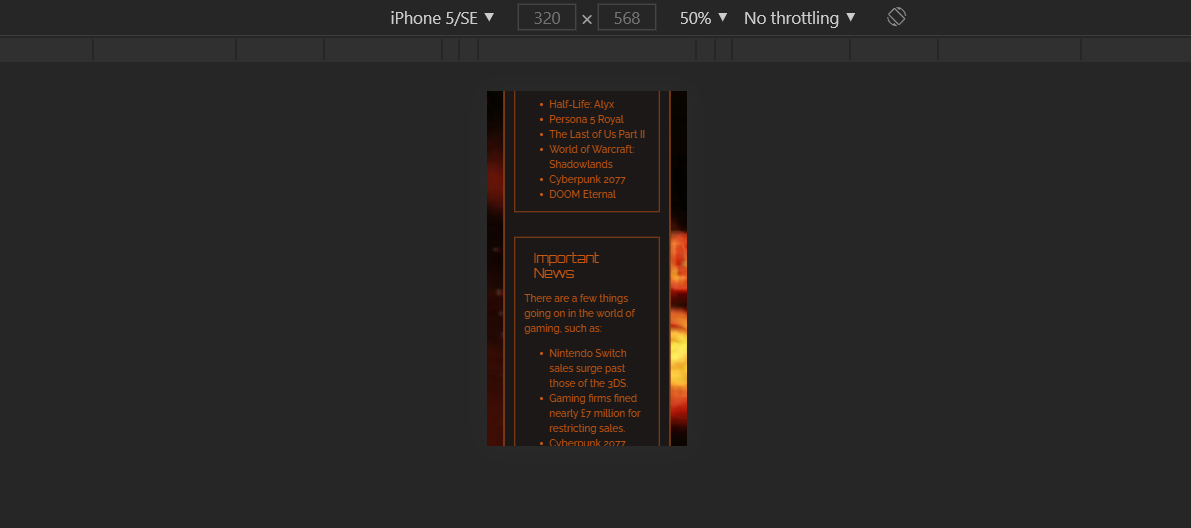 iPhone 5/SE ▼ 320 × 568 50% ▼ No throttling ▼
• Half-Life: Alyx
• Persona 5 Royal
• The Last of Us Part II
• World of Warcraft:
Shadowlands
• Cyberpunk 2077
• DOOM Eternal
Important
News
There are a few things
going on in the world of
gaming, such as:
• Nintendo Switch
sales surge past
those of the 3DS.
• Gaming firms fined
nearly £7 million for
restricting sales.
• Cyberpunk 2077